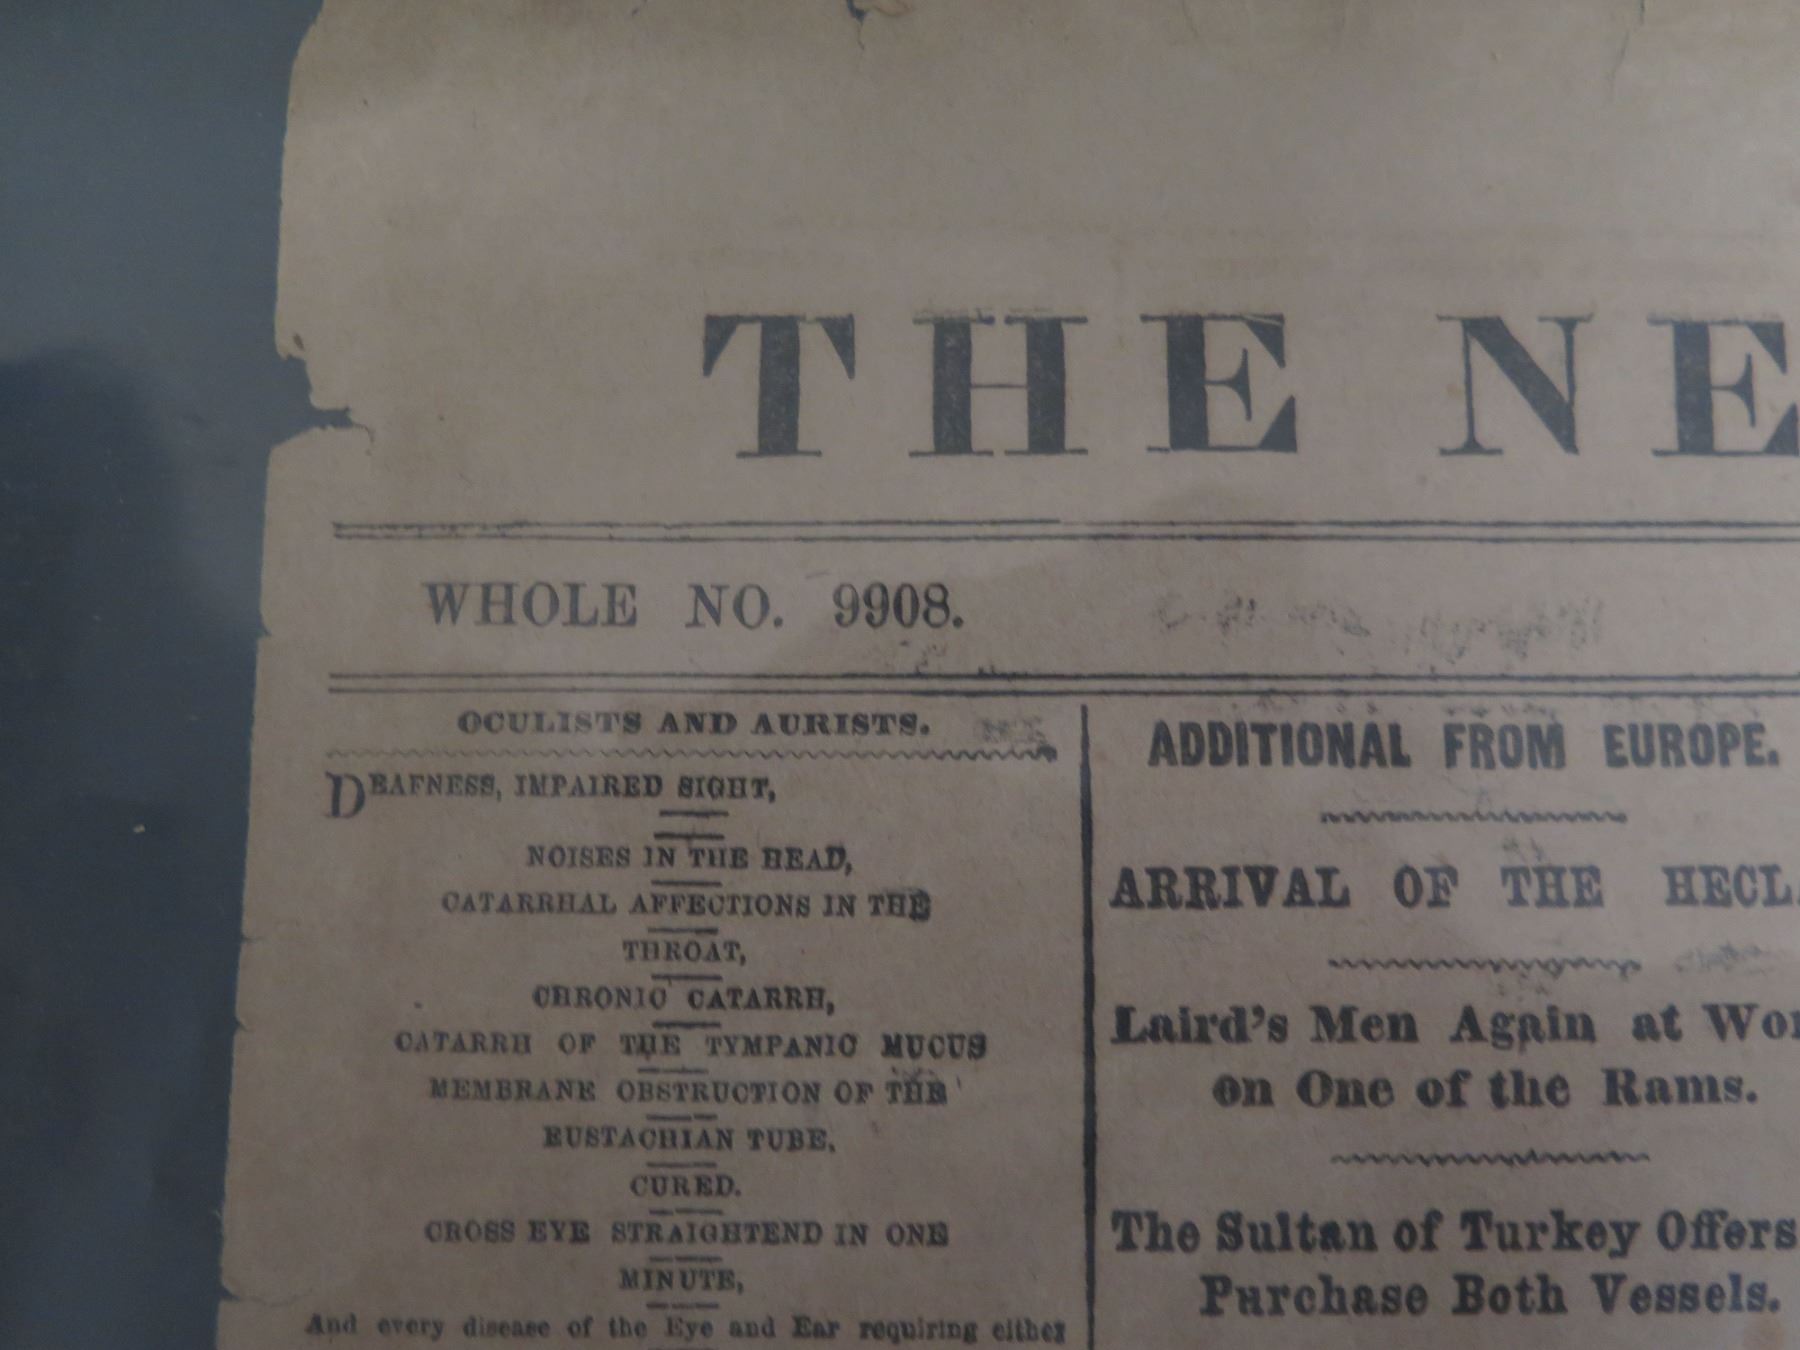 THE NE
WHOLE NO. 9908.
OCULISTS AND AURISTS.
DEAFNESS, IMPAIRED SIGHT,
NOISES IN THE HEAD,
CATARRHAL AFFECTIONS IN THE
THROAT,
CHRONIC CATARRH,
CATARRH OF THE TYMPANIC MUCUS
MEMBRANE OBSTRUCTION OF THE
EUSTACHIAN TUBE,
CURED.
CROSS EYE STRAIGHTEND IN ONE
MINUTE,
And every disease of the Eye and Ear requiring either
ADDITIONAL FROM EUROPE.
ARRIVAL OF THE HECLA
Laird's Men Again at Wor
on One of the Rams.
The Sultan of Turkey Offers
Purchase Both Vessels.